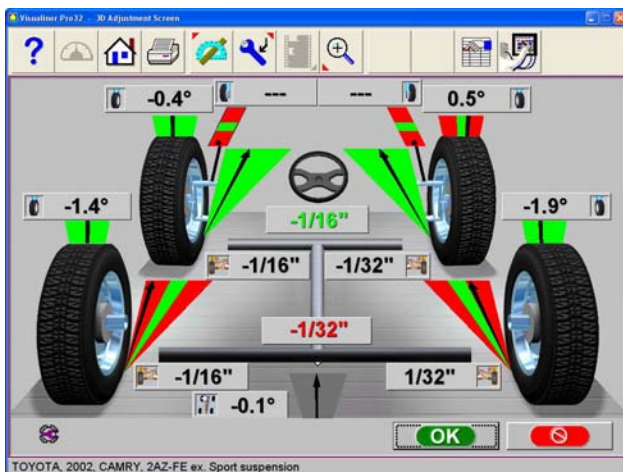 Visualiner Pro32 - 3D Adjustment Screen
?
-0.4° --- --- 0.5°
-1.4° -1.9°
-1/16"
-1/16" -1/32"
-1/32"
-1/16" 1/32"
-0.1°
OK
TOYOTA, 2002, CAMRY, 2AZ-FE ex. Sport suspension